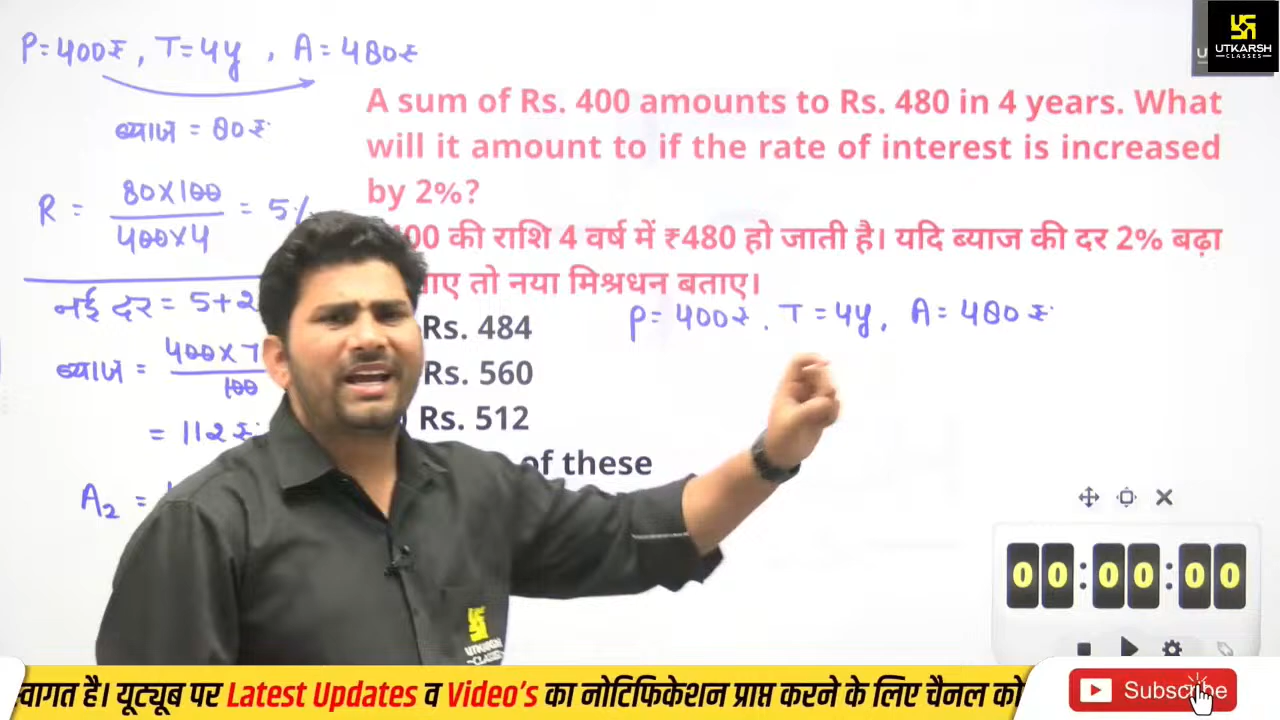 P=400₹, T=4y, A=480₹
ब्याज = 80₹
R = 80×100 / 400×4 = 5%
नई दर = 5+2
ब्याज = 400×7 / 100
= 112₹
A₂ =
UTKARSH
CLASSES
A sum of Rs. 400 amounts to Rs. 480 in 4 years. What
will it amount to if the rate of interest is increased
by 2%?
की राशि 4 वर्ष में ₹480 हो जाती है। यदि ब्याज की दर 2% बढ़ा
तो नया मिश्रधन बताए।
P=400₹, T=4y, A=480₹
Rs. 484
Rs. 560
Rs. 512
of these
00:00:00
UTKARSH
CLASSES
है। यूट्यूब पर Latest Updates व Video's का नोटिफिकेशन प्राप्त करने के लिए चैनल को
Subscribe